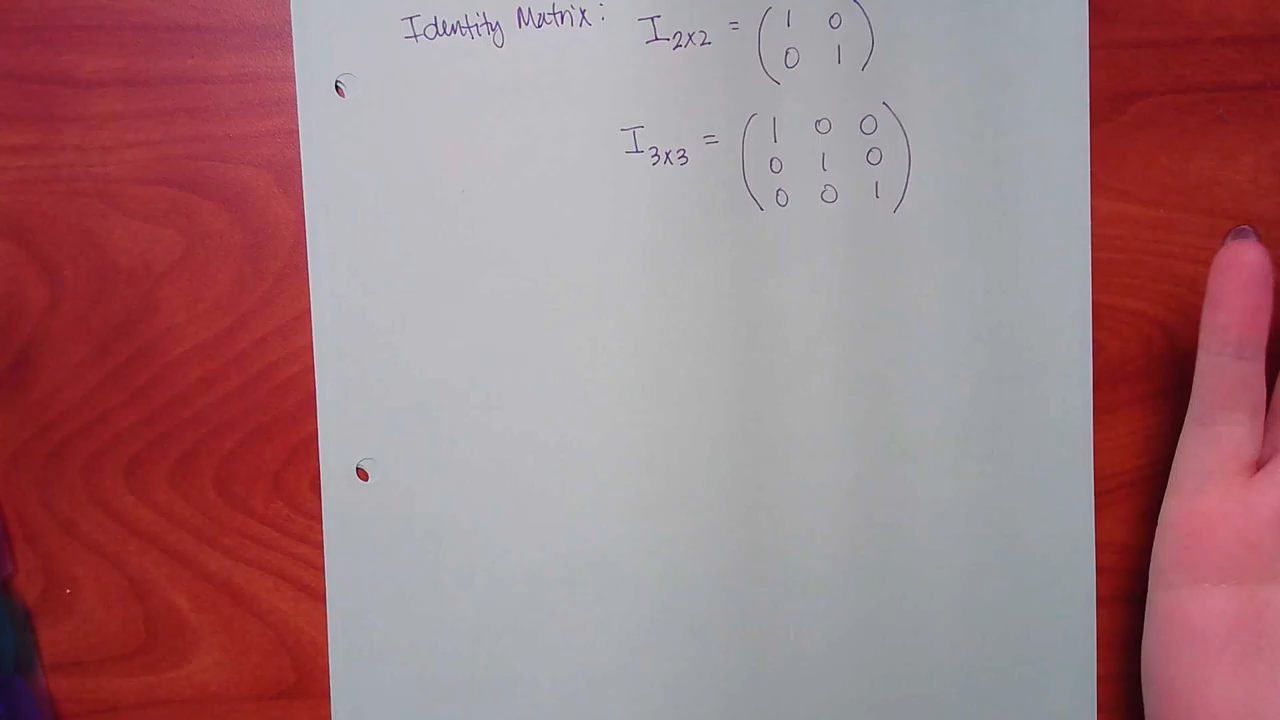 Identity Matrix: I2x2 = ( 1 0
0 1 )
I3x3 = ( 1 0 0
0 1 0
0 0 1 )